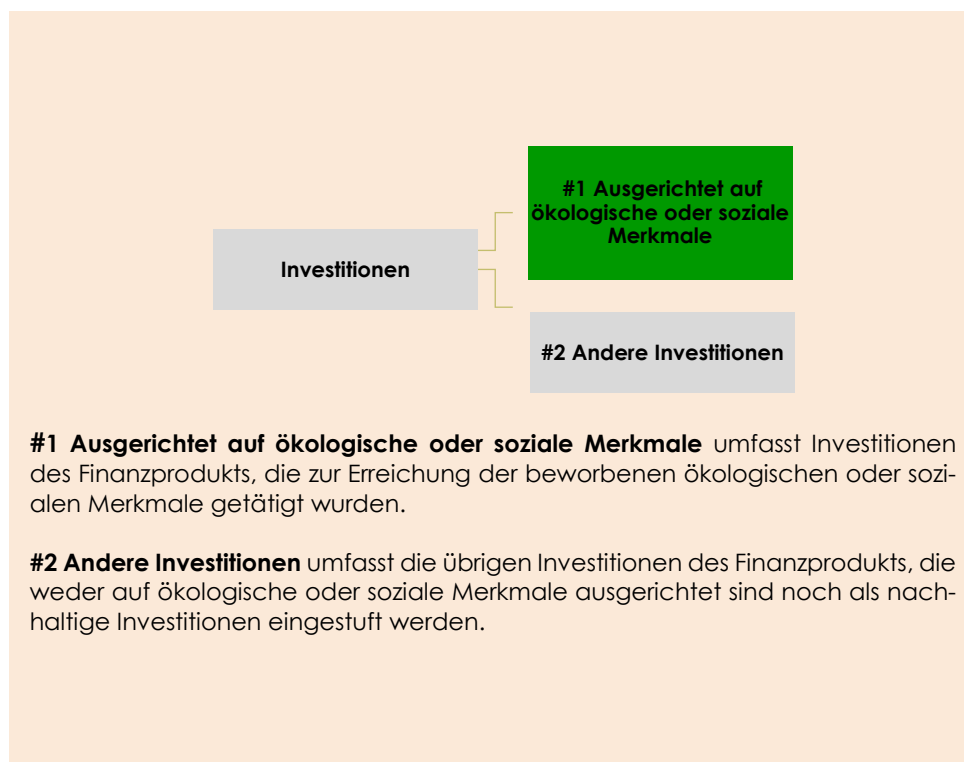 #1 Ausgerichtet auf
ökologische oder soziale
Merkmale
Investitionen
#2 Andere Investitionen
#1 Ausgerichtet auf ökologische oder soziale Merkmale umfasst Investitionen
des Finanzprodukts, die zur Erreichung der beworbenen ökologischen oder sozi-
alen Merkmale getätigt wurden.
#2 Andere Investitionen umfasst die übrigen Investitionen des Finanzprodukts, die
weder auf ökologische oder soziale Merkmale ausgerichtet sind noch als nach-
haltige Investitionen eingestuft werden.